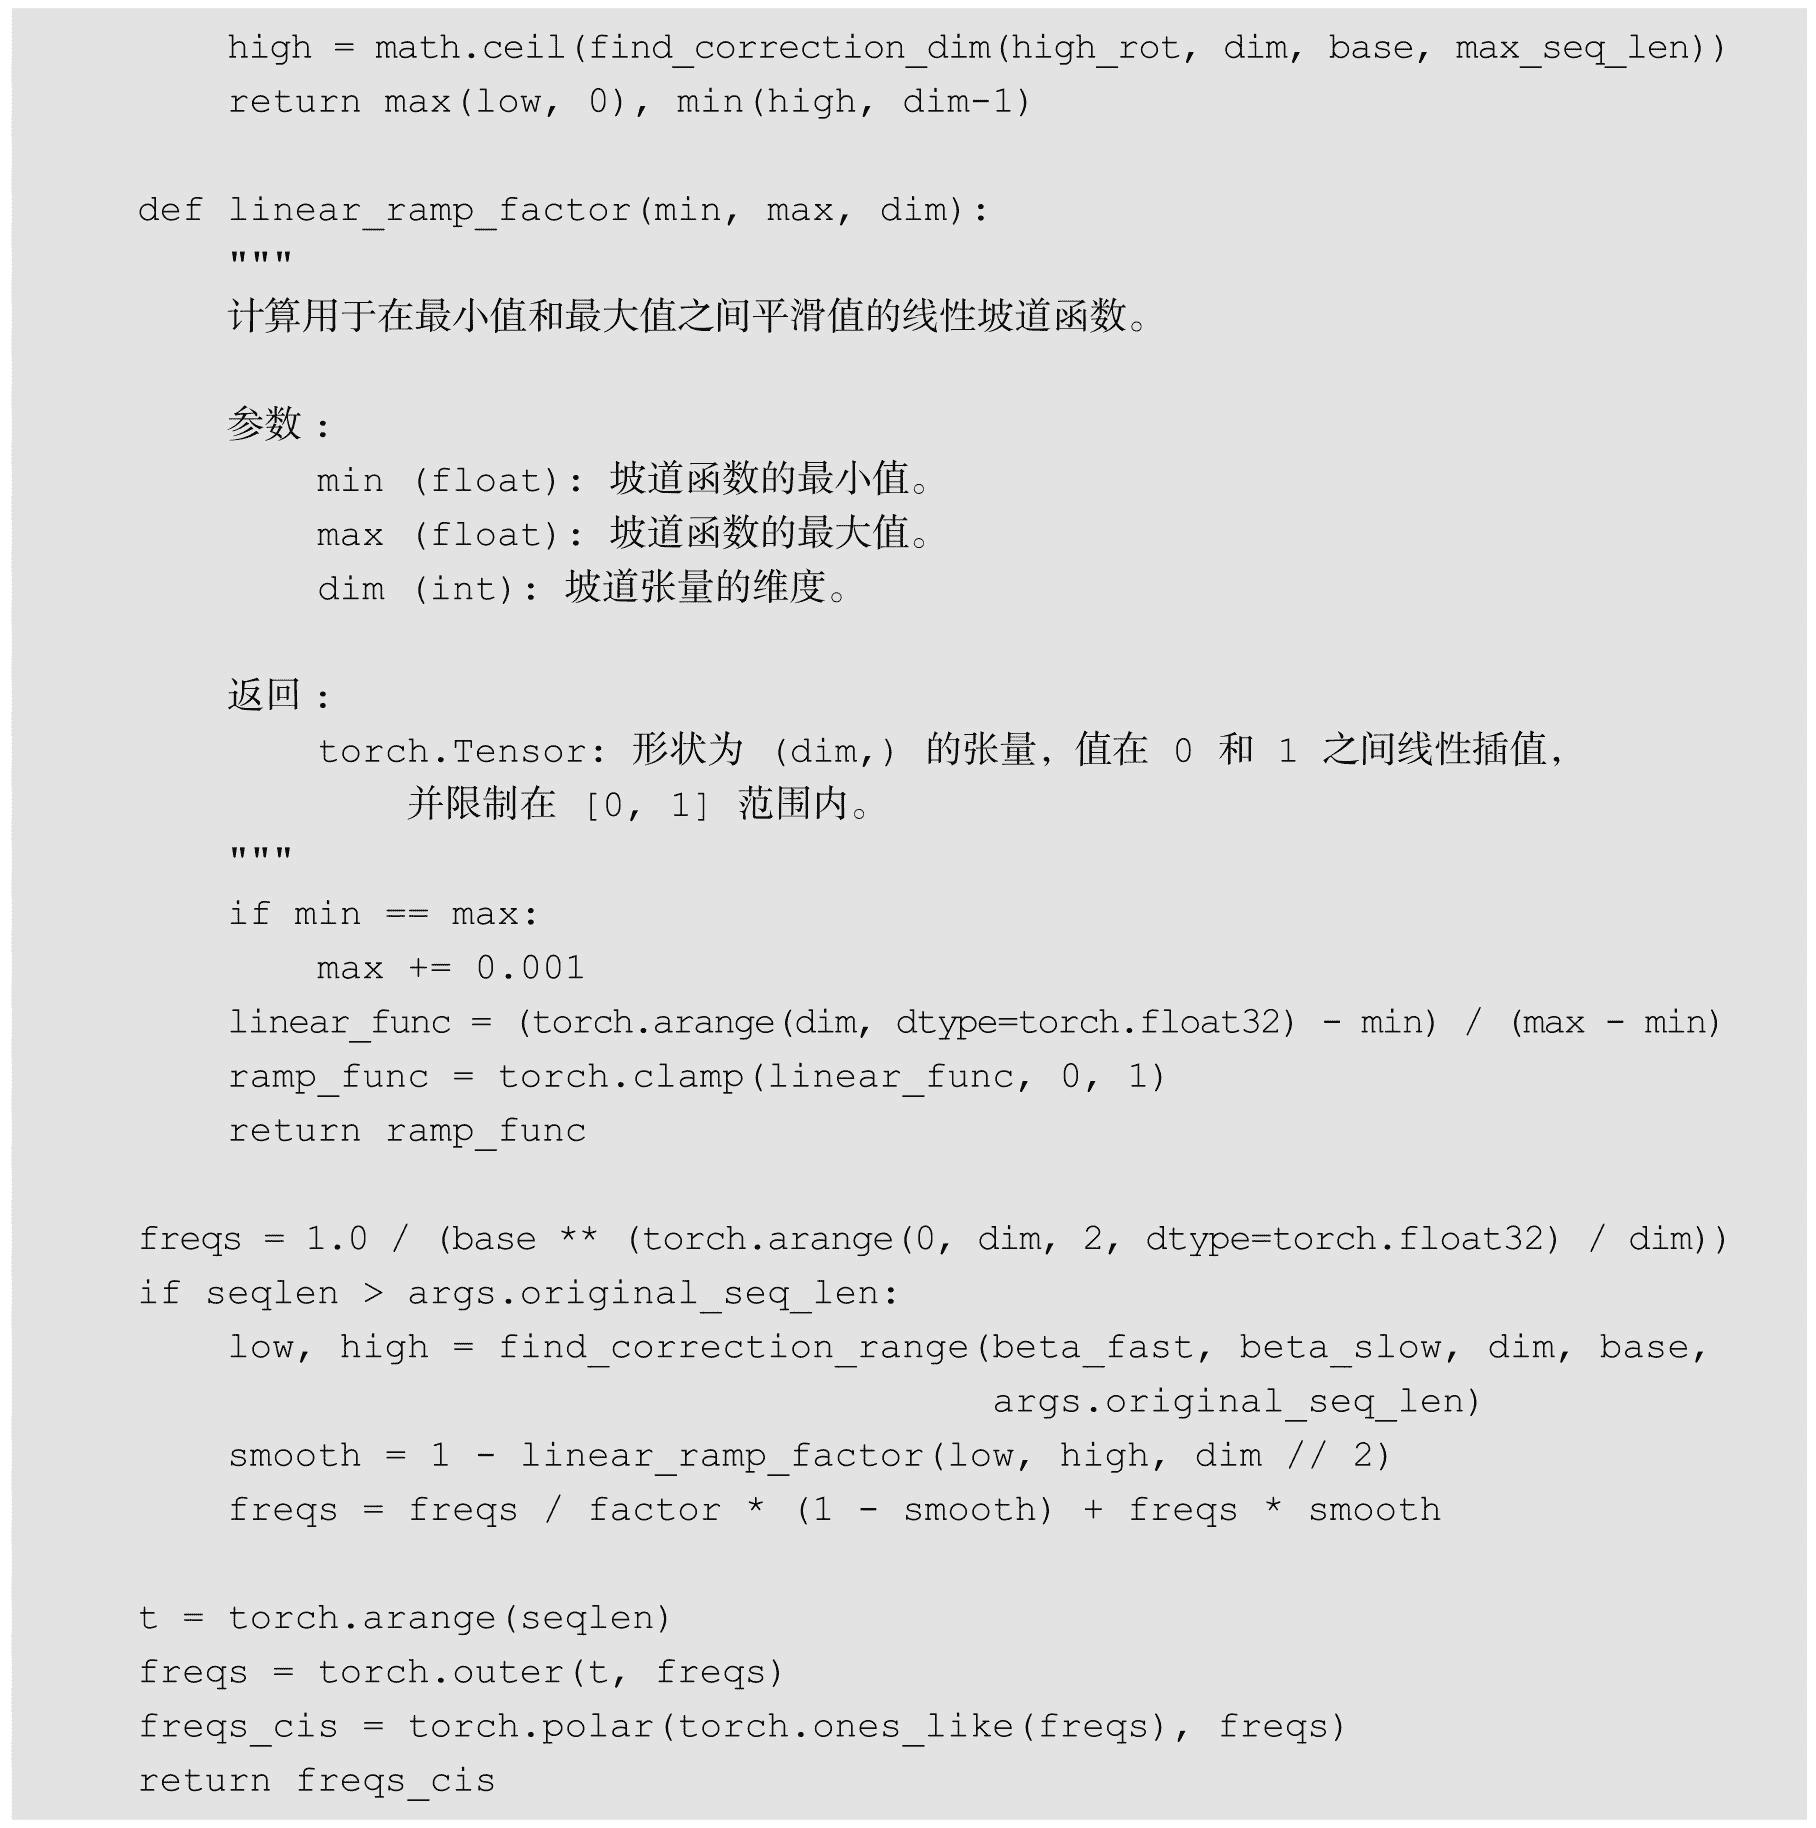 high = math.ceil(find_correction_dim(high_rot, dim, base, max_seq_len))
        return max(low, 0), min(high, dim-1)

    def linear_ramp_factor(min, max, dim):
        """
        计算用于在最小值和最大值之间平滑值的线性坡道函数。

        参数：
            min (float): 坡道函数的最小值。
            max (float): 坡道函数的最大值。
            dim (int): 坡道张量的维度。

        返回：
            torch.Tensor: 形状为 (dim,) 的张量，值在 0 和 1 之间线性插值，
                并限制在 [0, 1] 范围内。
        """
        if min == max:
            max += 0.001
        linear_func = (torch.arange(dim, dtype=torch.float32) - min) / (max - min)
        ramp_func = torch.clamp(linear_func, 0, 1)
        return ramp_func

    freqs = 1.0 / (base ** (torch.arange(0, dim, 2, dtype=torch.float32) / dim))
    if seqlen > args.original_seq_len:
        low, high = find_correction_range(beta_fast, beta_slow, dim, base,
                                          args.original_seq_len)
        smooth = 1 - linear_ramp_factor(low, high, dim // 2)
        freqs = freqs / factor * (1 - smooth) + freqs * smooth

    t = torch.arange(seqlen)
    freqs = torch.outer(t, freqs)
    freqs_cis = torch.polar(torch.ones_like(freqs), freqs)
    return freqs_cis